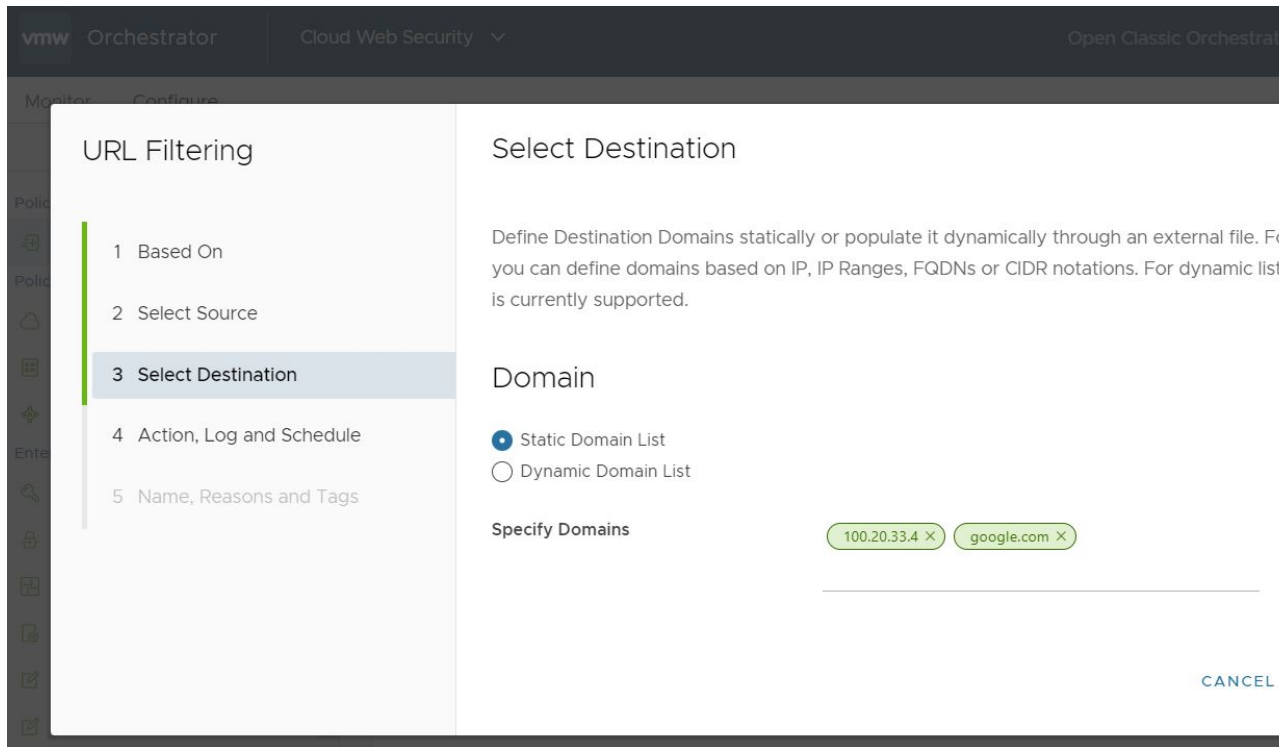 vmw Orchestrator Cloud Web Security Open Classic Orchestrat
Monitor Configure
URL Filtering
1 Based On
2 Select Source
3 Select Destination
4 Action, Log and Schedule
5 Name, Reasons and Tags
Polic
Polic
Ente
Select Destination
Define Destination Domains statically or populate it dynamically through an external file. Fo
you can define domains based on IP, IP Ranges, FQDNs or CIDR notations. For dynamic list
is currently supported.
Domain
Static Domain List
Dynamic Domain List
Specify Domains 100.20.33.4 × google.com ×
CANCEL